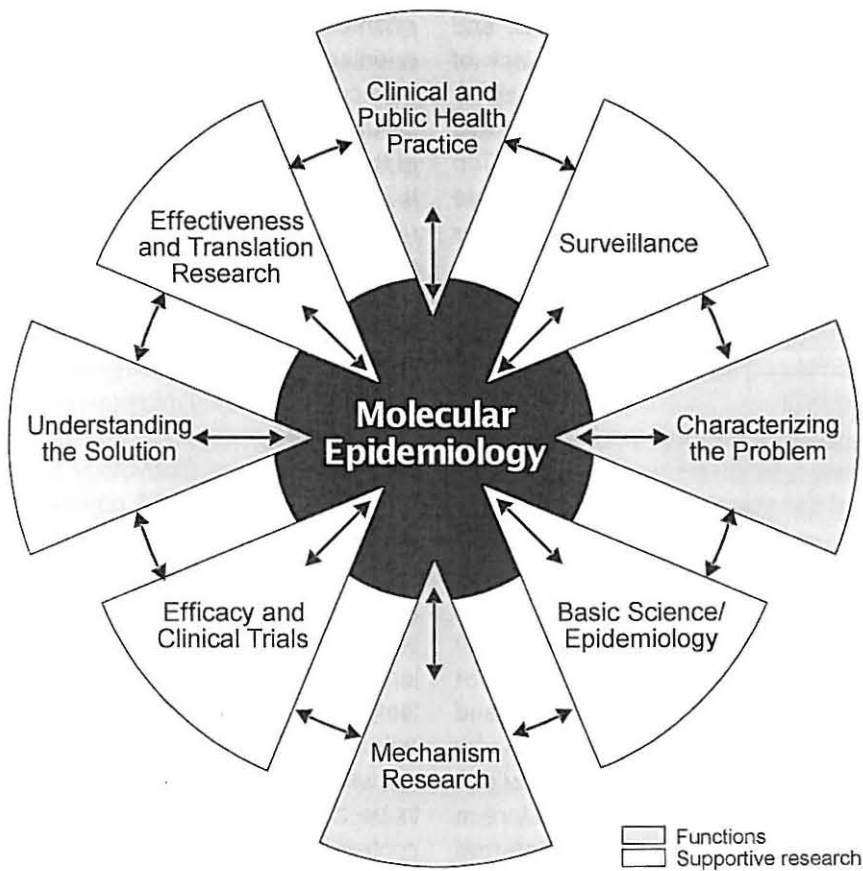 Clinical and
Public Health
Practice
Effectiveness
and Translation
Research
Surveillance
Understanding
the Solution
Molecular
Epidemiology
Characterizing
the Problem
Efficacy and
Clinical Trials
Basic Science/
Epidemiology
Mechanism
Research
Functions
Supportive research